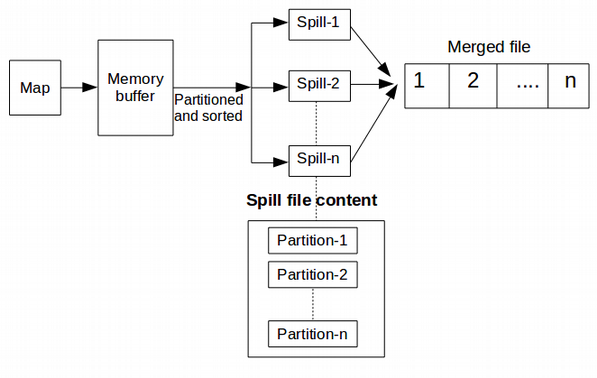 Map
Memory
buffer
Partitioned
and sorted
Spill-1
Spill-2
Spill-n
Merged file
1 2 .... n
Spill file content
Partition-1
Partition-2
Partition-n